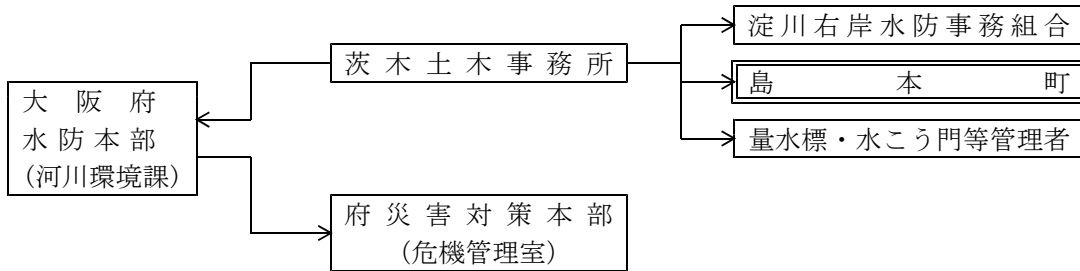 淀川右岸水防事務組合
茨木土木事務所
島本町
大阪府
水防本部
(河川環境課)
量水標・水こう門等管理者
府災害対策本部
(危機管理室)